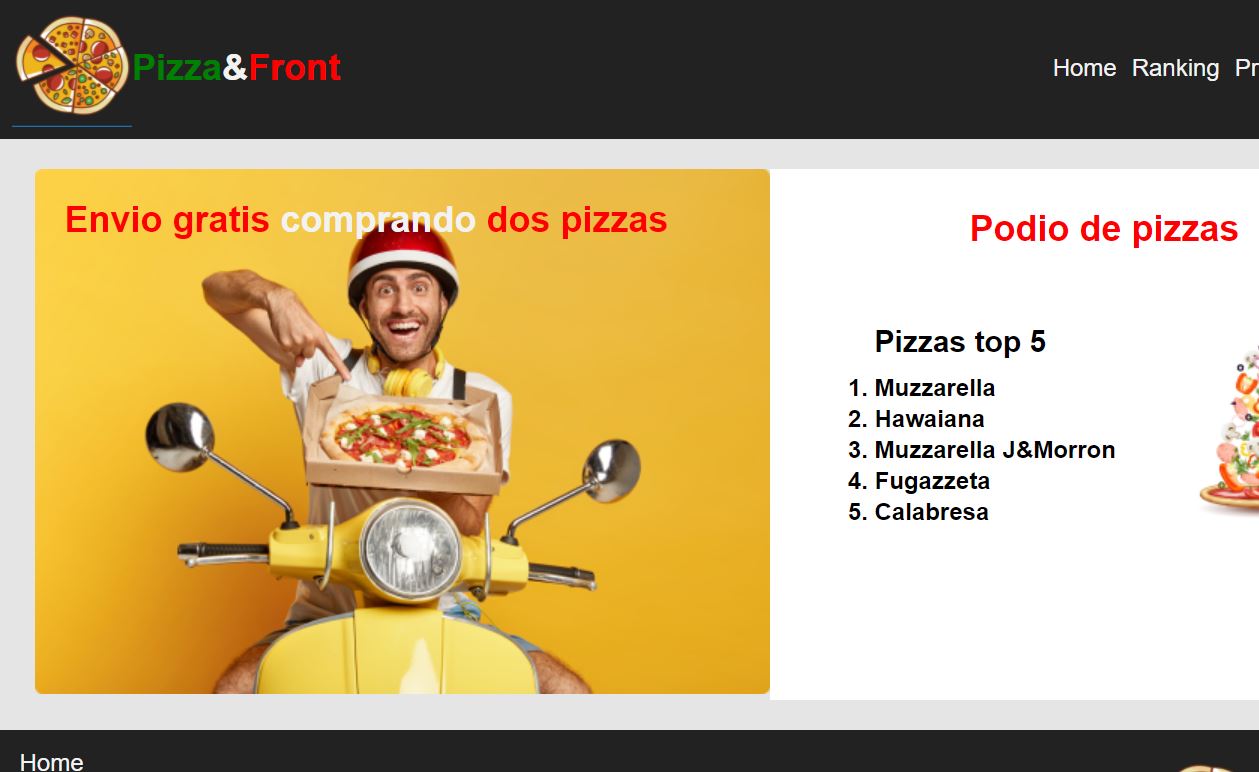 Pizza&Front
Home Ranking Pr
Envio gratis comprando dos pizzas
Podio de pizzas
Pizzas top 5
1. Muzzarella
2. Hawaiana
3. Muzzarella J&Morron
4. Fugazzeta
5. Calabresa
Home